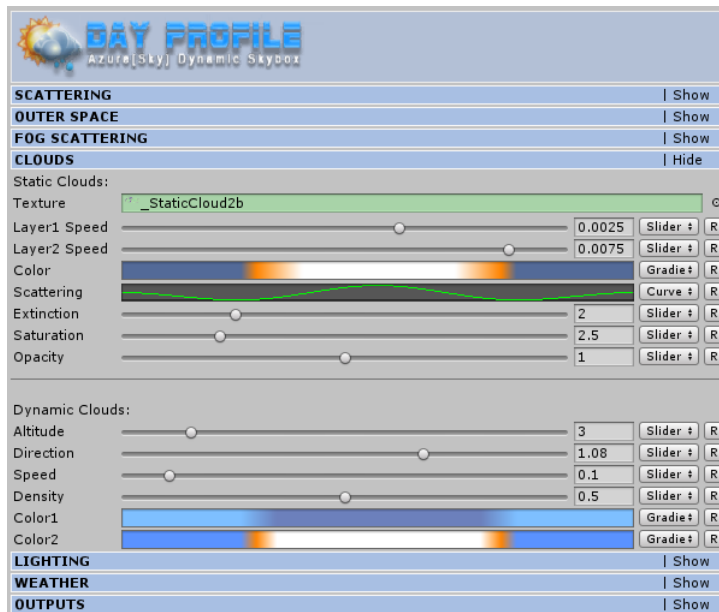 DAY PROFILE
Azure[Sky] Dynamic Skybox
SCATTERING | Show
OUTER SPACE | Show
FOG SCATTERING | Show
CLOUDS | Hide
Static Clouds:
Texture _StaticCloud2b
Layer1 Speed 0.0025 Slider R
Layer2 Speed 0.0075 Slider R
Color Gradie R
Scattering Curve R
Extinction 2 Slider R
Saturation 2.5 Slider R
Opacity 1 Slider R
Dynamic Clouds:
Altitude 3 Slider R
Direction 1.08 Slider R
Speed 0.1 Slider R
Density 0.5 Slider R
Color1 Gradie R
Color2 Gradie R
LIGHTING | Show
WEATHER | Show
OUTPUTS | Show